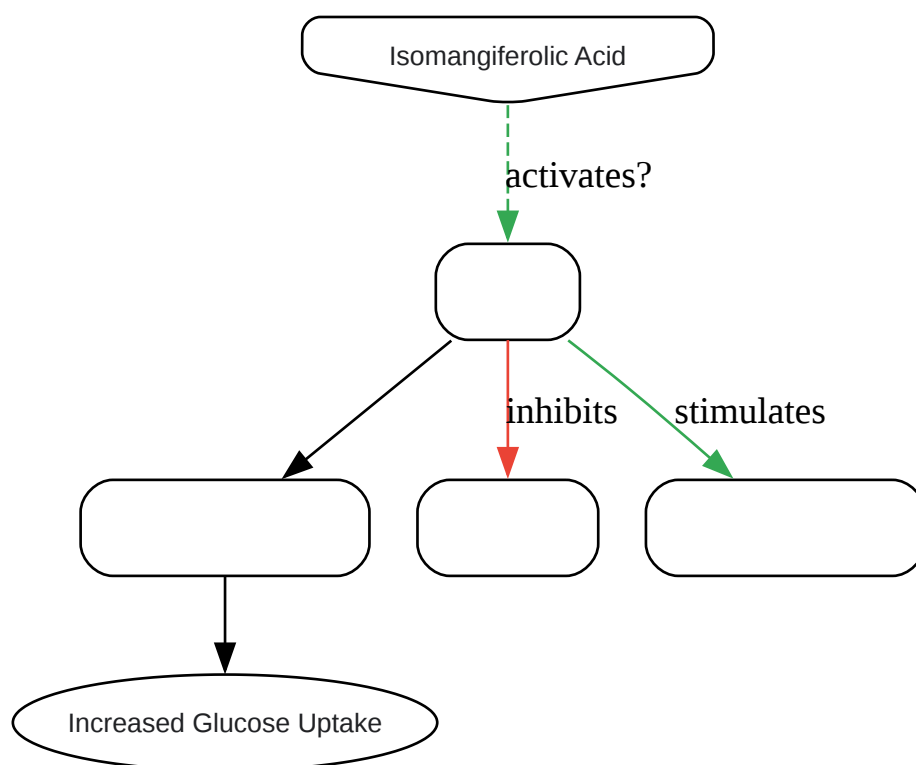 Isomangiferolic Acid
activates?
inhibits
stimulates
Increased Glucose Uptake